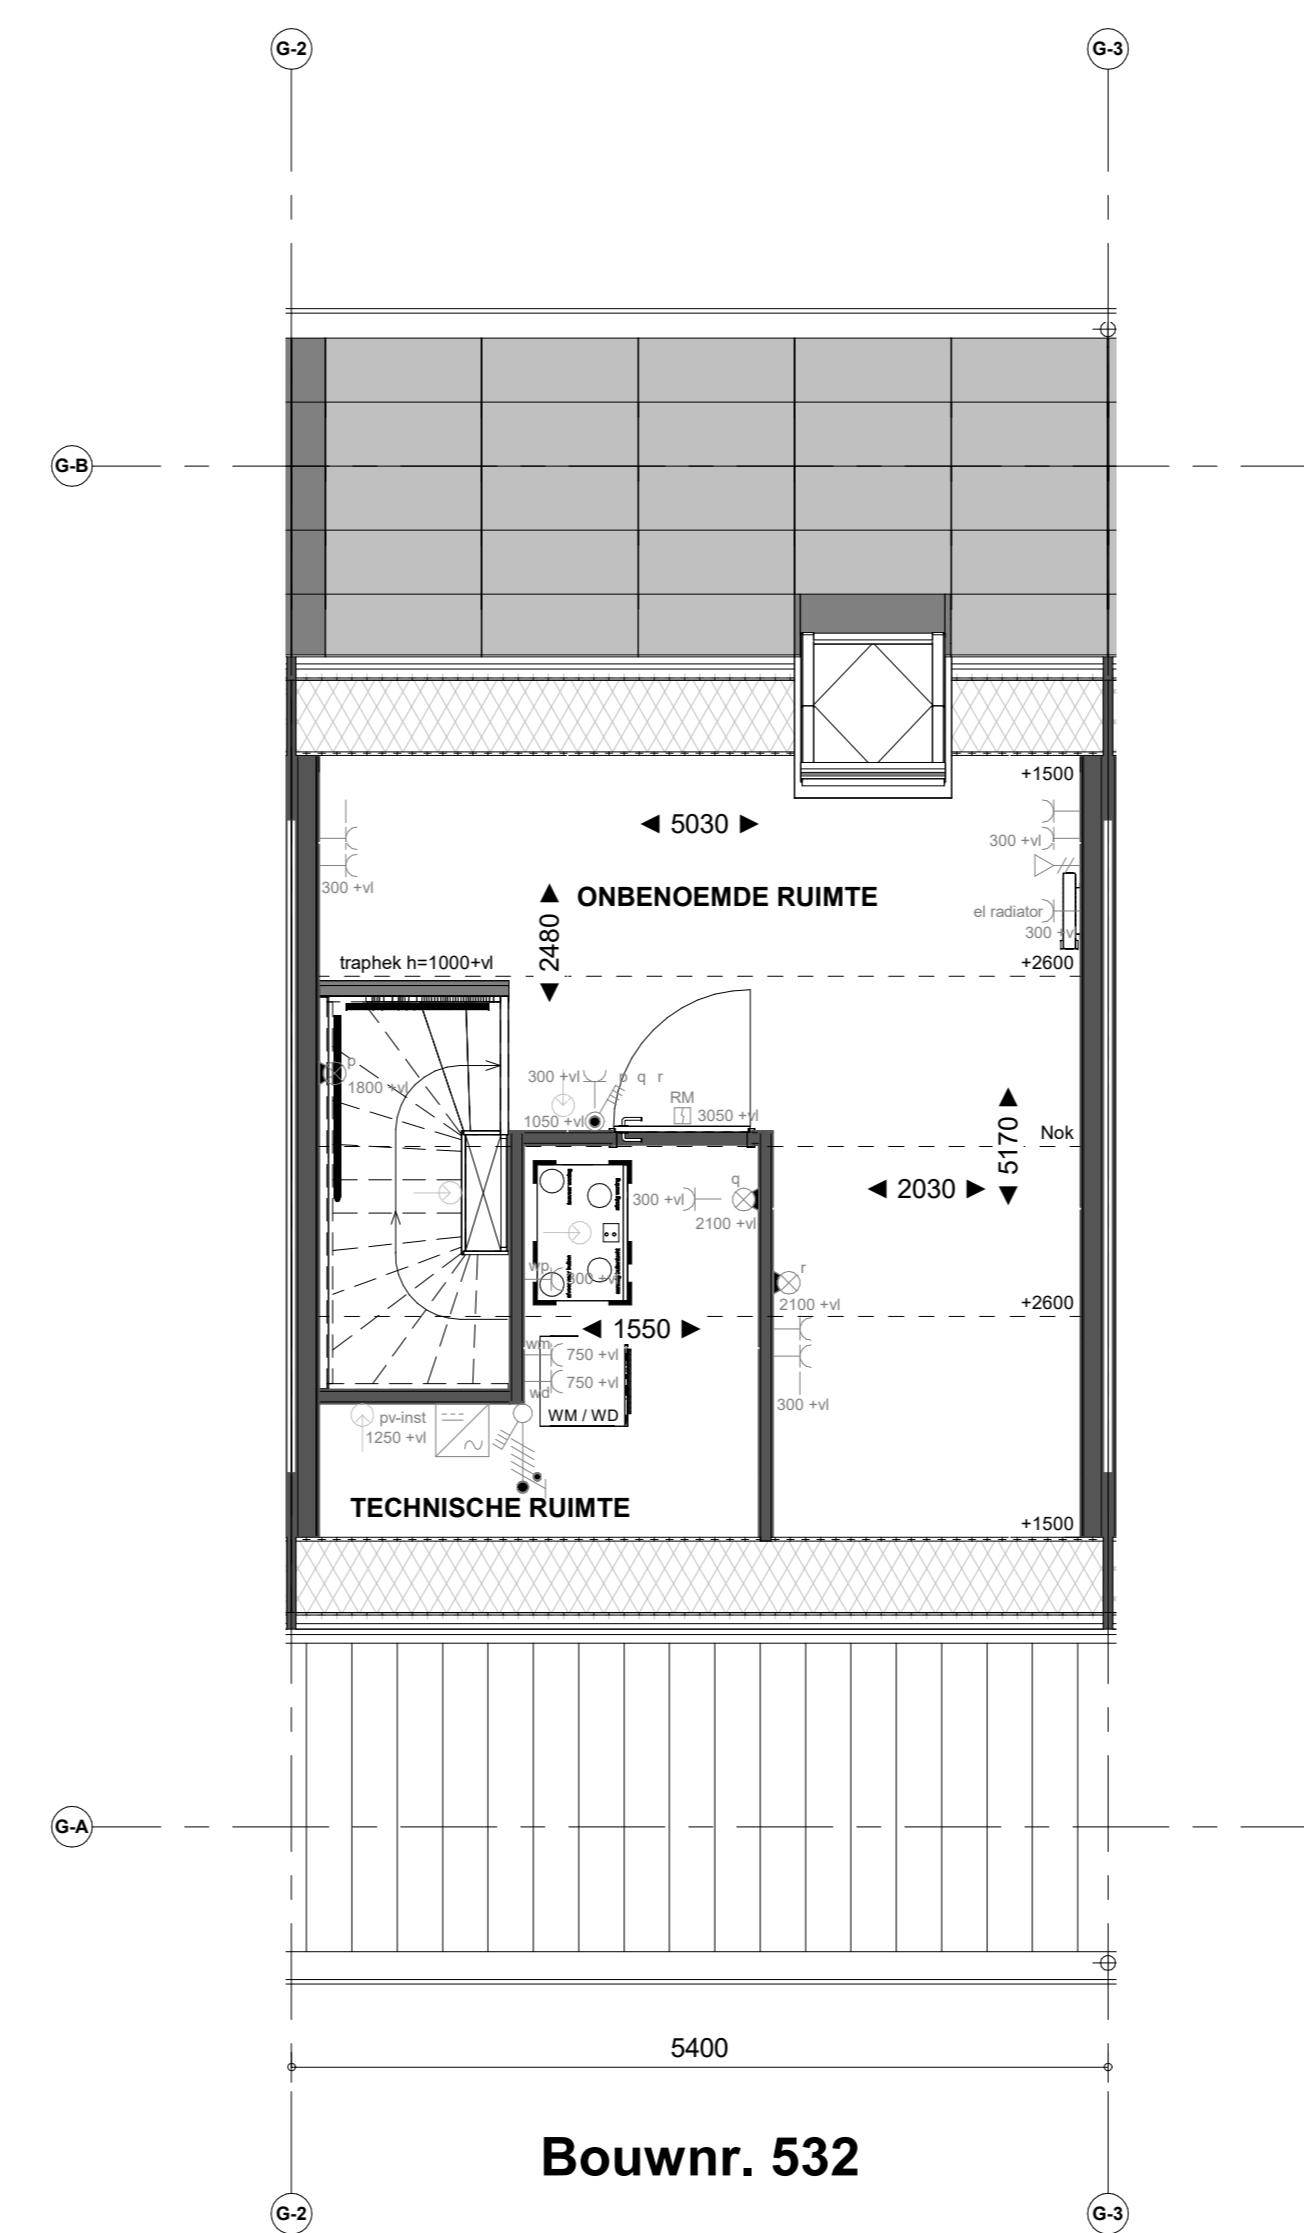 G-2
G-3
G-B
+1500
5030
300 +vl
300 +vl
ONBENOEMDE RUIMTE
el radiator
300 +v
2480
traphek h=1000+vl
+2600
p
1800 +vl
300 +vl
p q r
RM
1050 +vl
3050 +vl
Nok
5170
2030
q
300 +vl
2100 +vl
wp
300 +v
r
2100 +vl
+2600
1550
wm
750 +vl
750 +vl
wd
300 +vl
WM / WD
pv-inst
1250 +vl
TECHNISCHE RUIMTE
+1500
G-A
5400
Bouwnr. 532
G-2
G-3